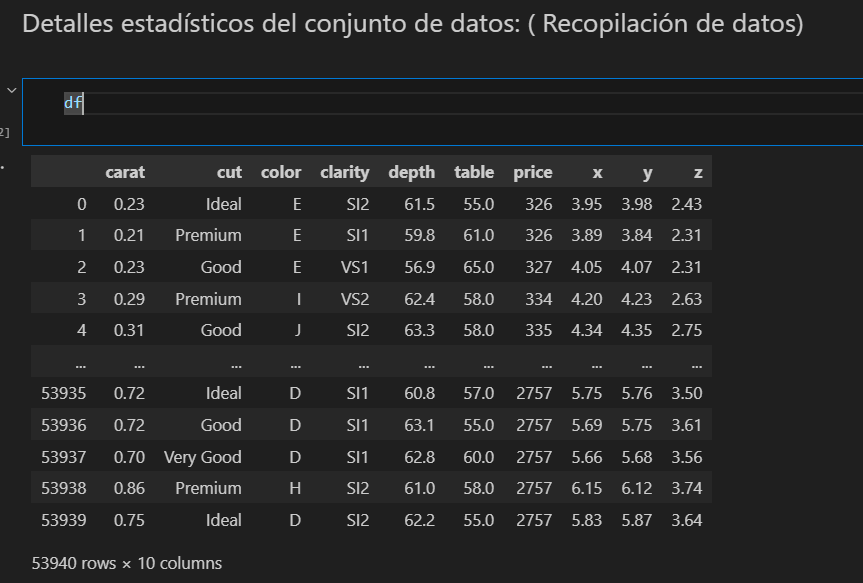 Detalles estadísticos del conjunto de datos: ( Recopilación de datos)
df
2]
carat cut color clarity depth table price x y z
0 0.23 Ideal E SI2 61.5 55.0 326 3.95 3.98 2.43
1 0.21 Premium E SI1 59.8 61.0 326 3.89 3.84 2.31
2 0.23 Good E VS1 56.9 65.0 327 4.05 4.07 2.31
3 0.29 Premium I VS2 62.4 58.0 334 4.20 4.23 2.63
4 0.31 Good J SI2 63.3 58.0 335 4.34 4.35 2.75
... ... ... ... ... ... ... ... ... ... ...
53935 0.72 Ideal D SI1 60.8 57.0 2757 5.75 5.76 3.50
53936 0.72 Good D SI1 63.1 55.0 2757 5.69 5.75 3.61
53937 0.70 Very Good D SI1 62.8 60.0 2757 5.66 5.68 3.56
53938 0.86 Premium H SI2 61.0 58.0 2757 6.15 6.12 3.74
53939 0.75 Ideal D SI2 62.2 55.0 2757 5.83 5.87 3.64
53940 rows × 10 columns